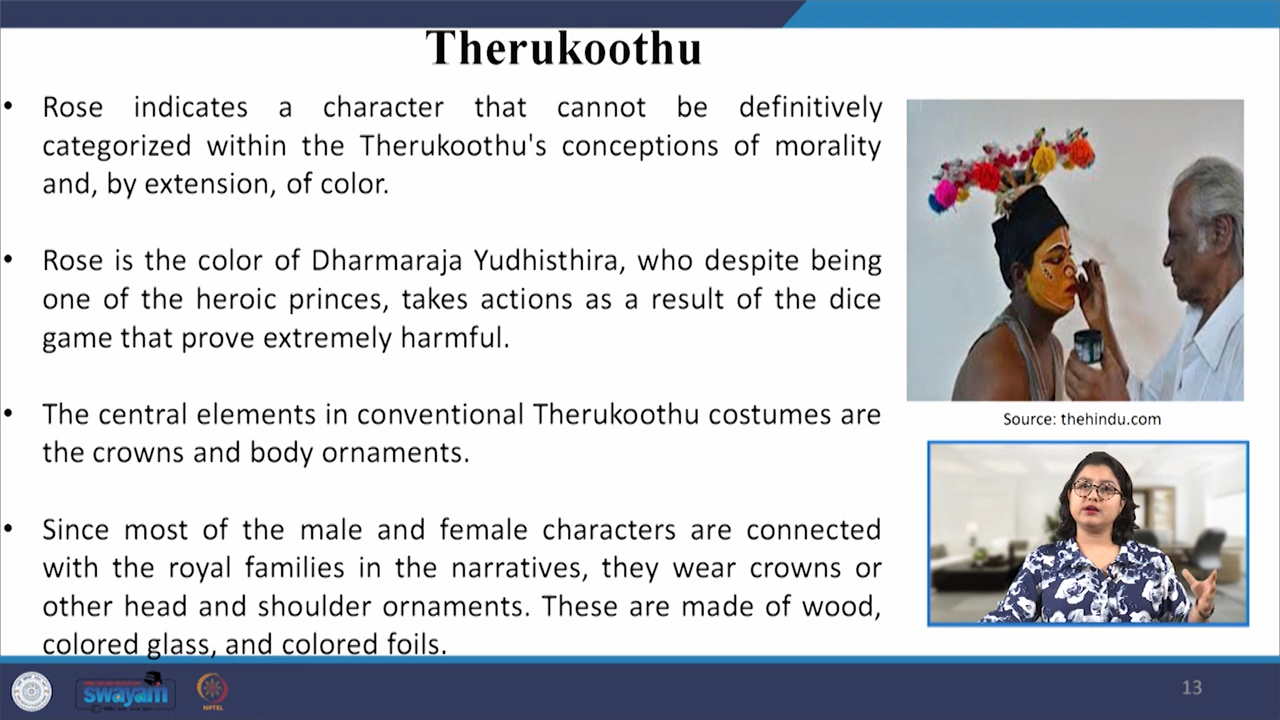 Therukoothu
• Rose indicates a character that cannot be definitively
categorized within the Therukoothu's conceptions of morality
and, by extension, of color.
• Rose is the color of Dharmaraja Yudhisthira, who despite being
one of the heroic princes, takes actions as a result of the dice
game that prove extremely harmful.
• The central elements in conventional Therukoothu costumes are
the crowns and body ornaments.
• Since most of the male and female characters are connected
with the royal families in the narratives, they wear crowns or
other head and shoulder ornaments. These are made of wood,
colored glass, and colored foils.
Source: thehindu.com
swayam
NPTEL
13